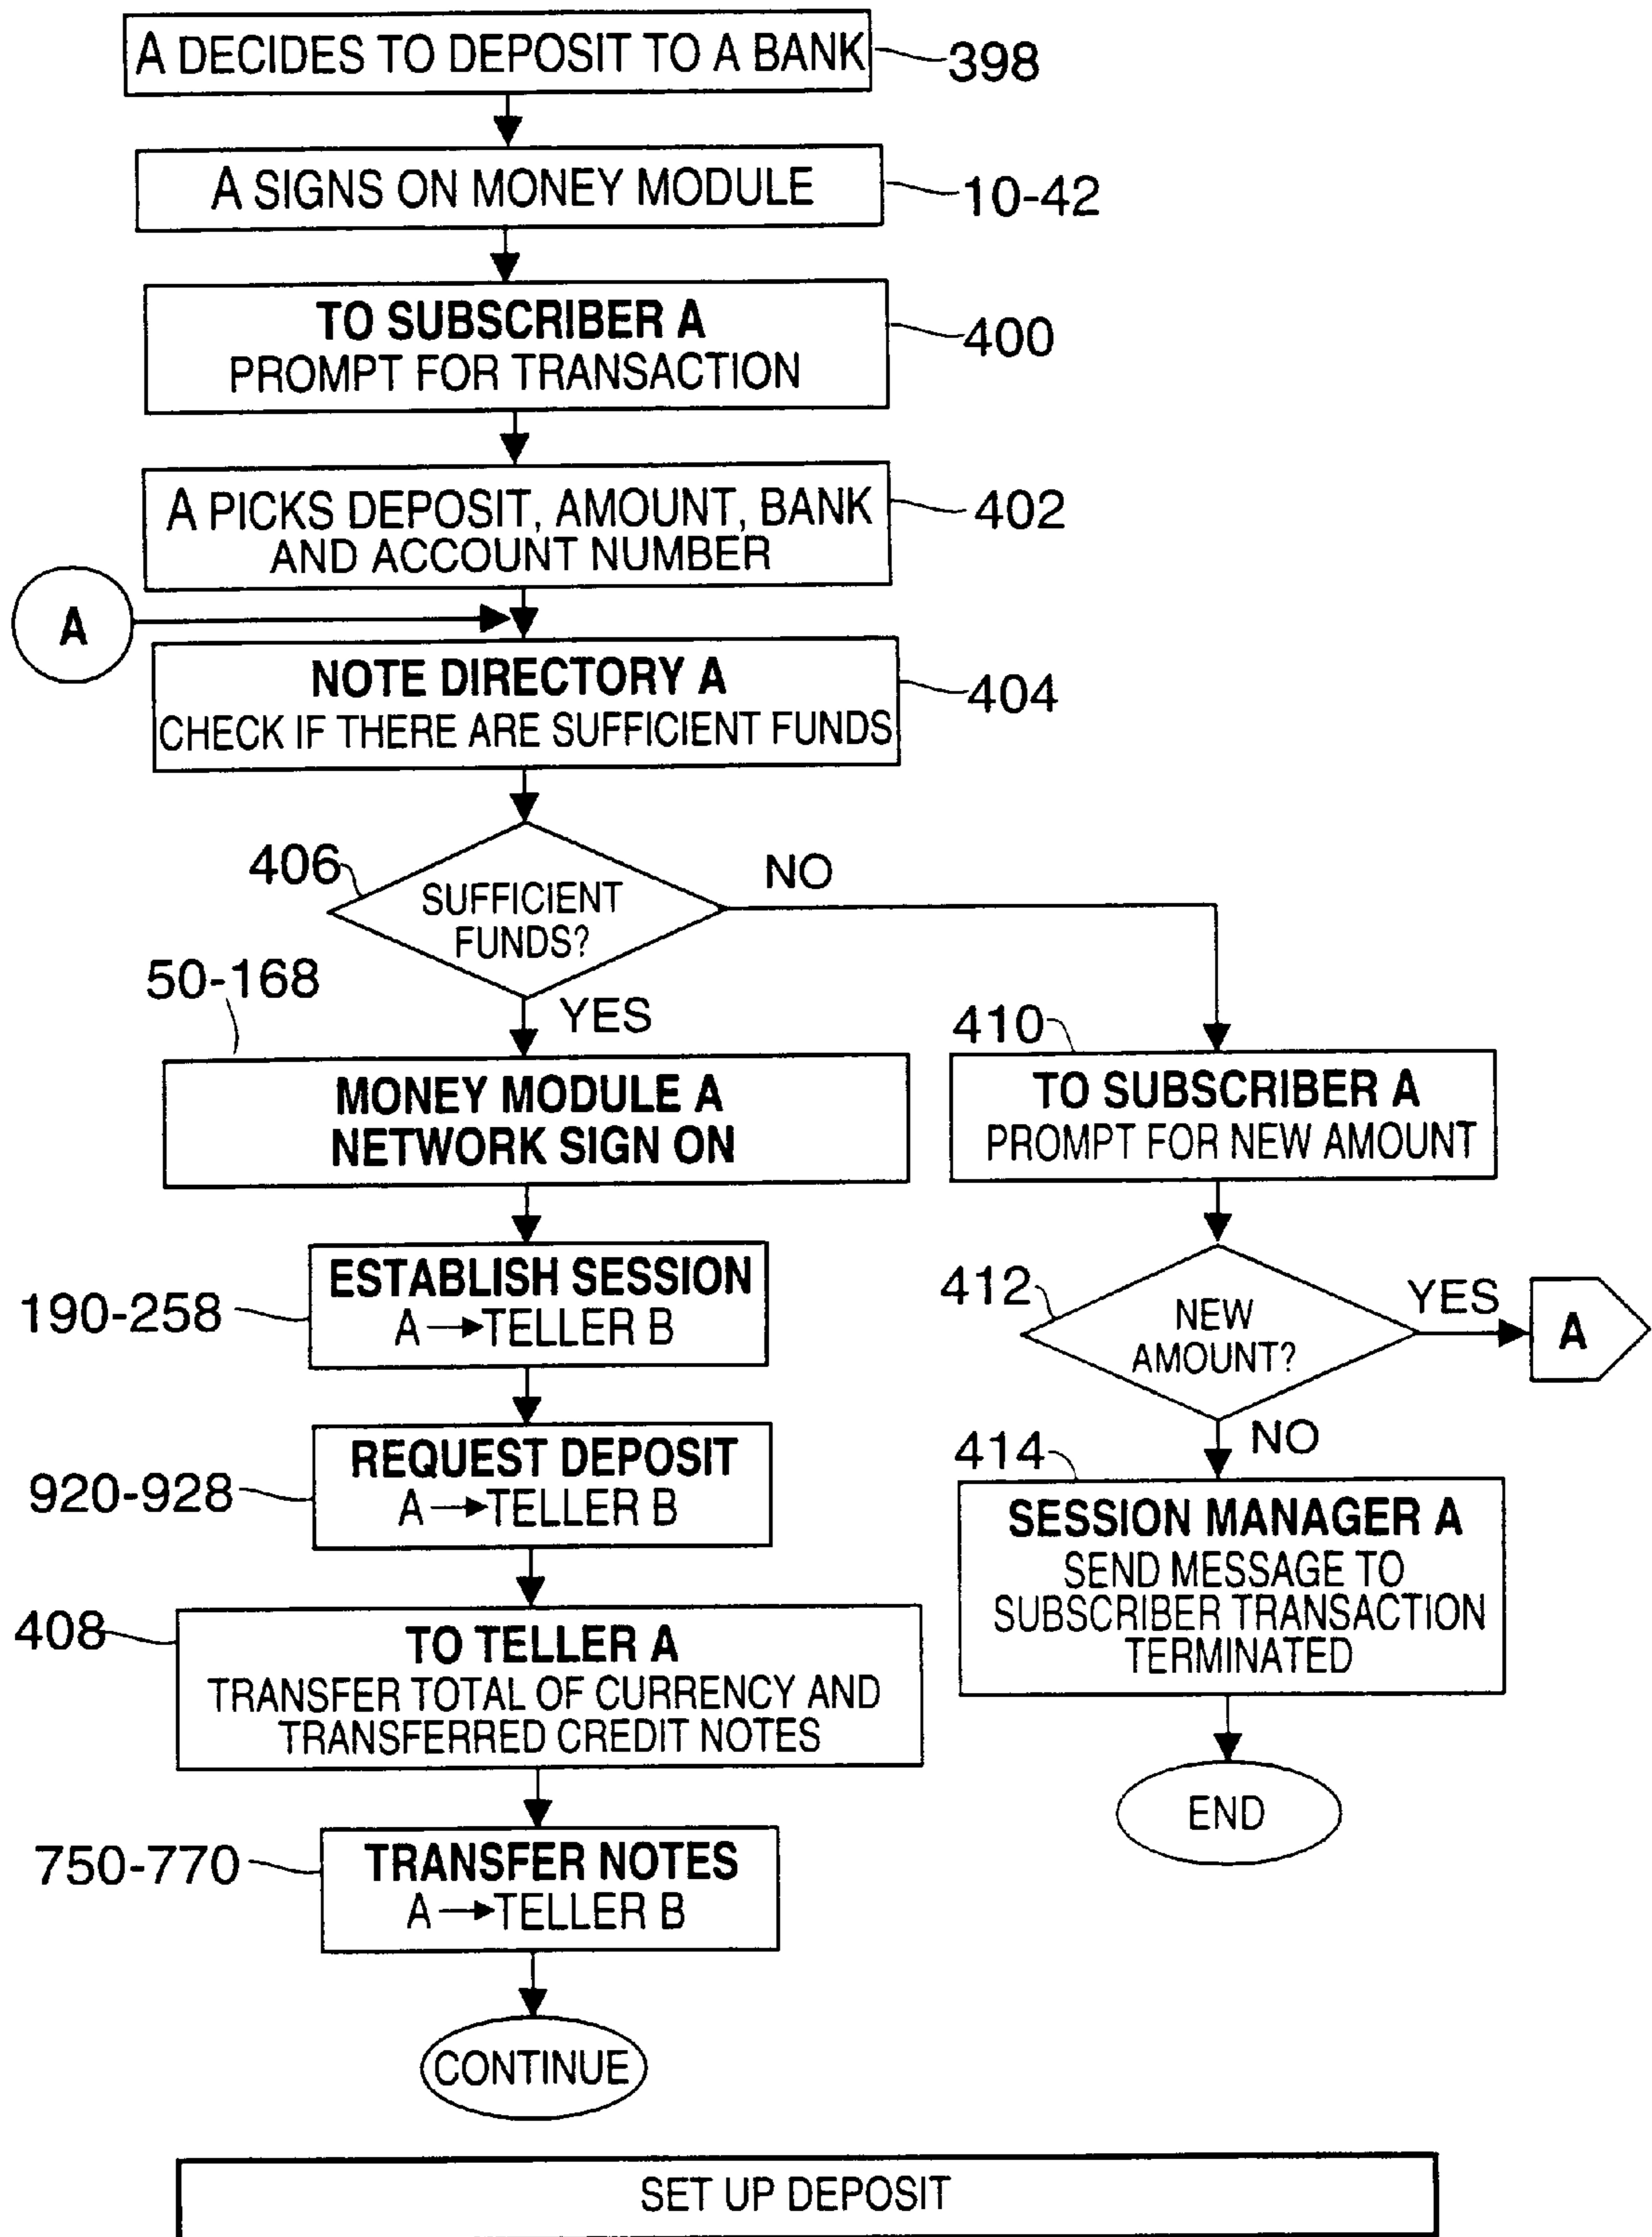 A DECIDES TO DEPOSIT TO A BANK
398
A SIGNS ON MONEY MODULE
10-42
TO SUBSCRIBER A
PROMPT FOR TRANSACTION
400
A PICKS DEPOSIT, AMOUNT, BANK
AND ACCOUNT NUMBER
402
A
NOTE DIRECTORY A
CHECK IF THERE ARE SUFFICIENT FUNDS
404
406
SUFFICIENT
FUNDS?
NO
YES
50-168
MONEY MODULE A
NETWORK SIGN ON
410
TO SUBSCRIBER A
PROMPT FOR NEW AMOUNT
190-258
ESTABLISH SESSION
A → TELLER B
412
NEW
AMOUNT?
YES
A
NO
920-928
REQUEST DEPOSIT
A → TELLER B
414
SESSION MANAGER A
SEND MESSAGE TO
SUBSCRIBER TRANSACTION
TERMINATED
408
TO TELLER A
TRANSFER TOTAL OF CURRENCY AND
TRANSFERRED CREDIT NOTES
END
750-770
TRANSFER NOTES
A → TELLER B
CONTINUE
SET UP DEPOSIT